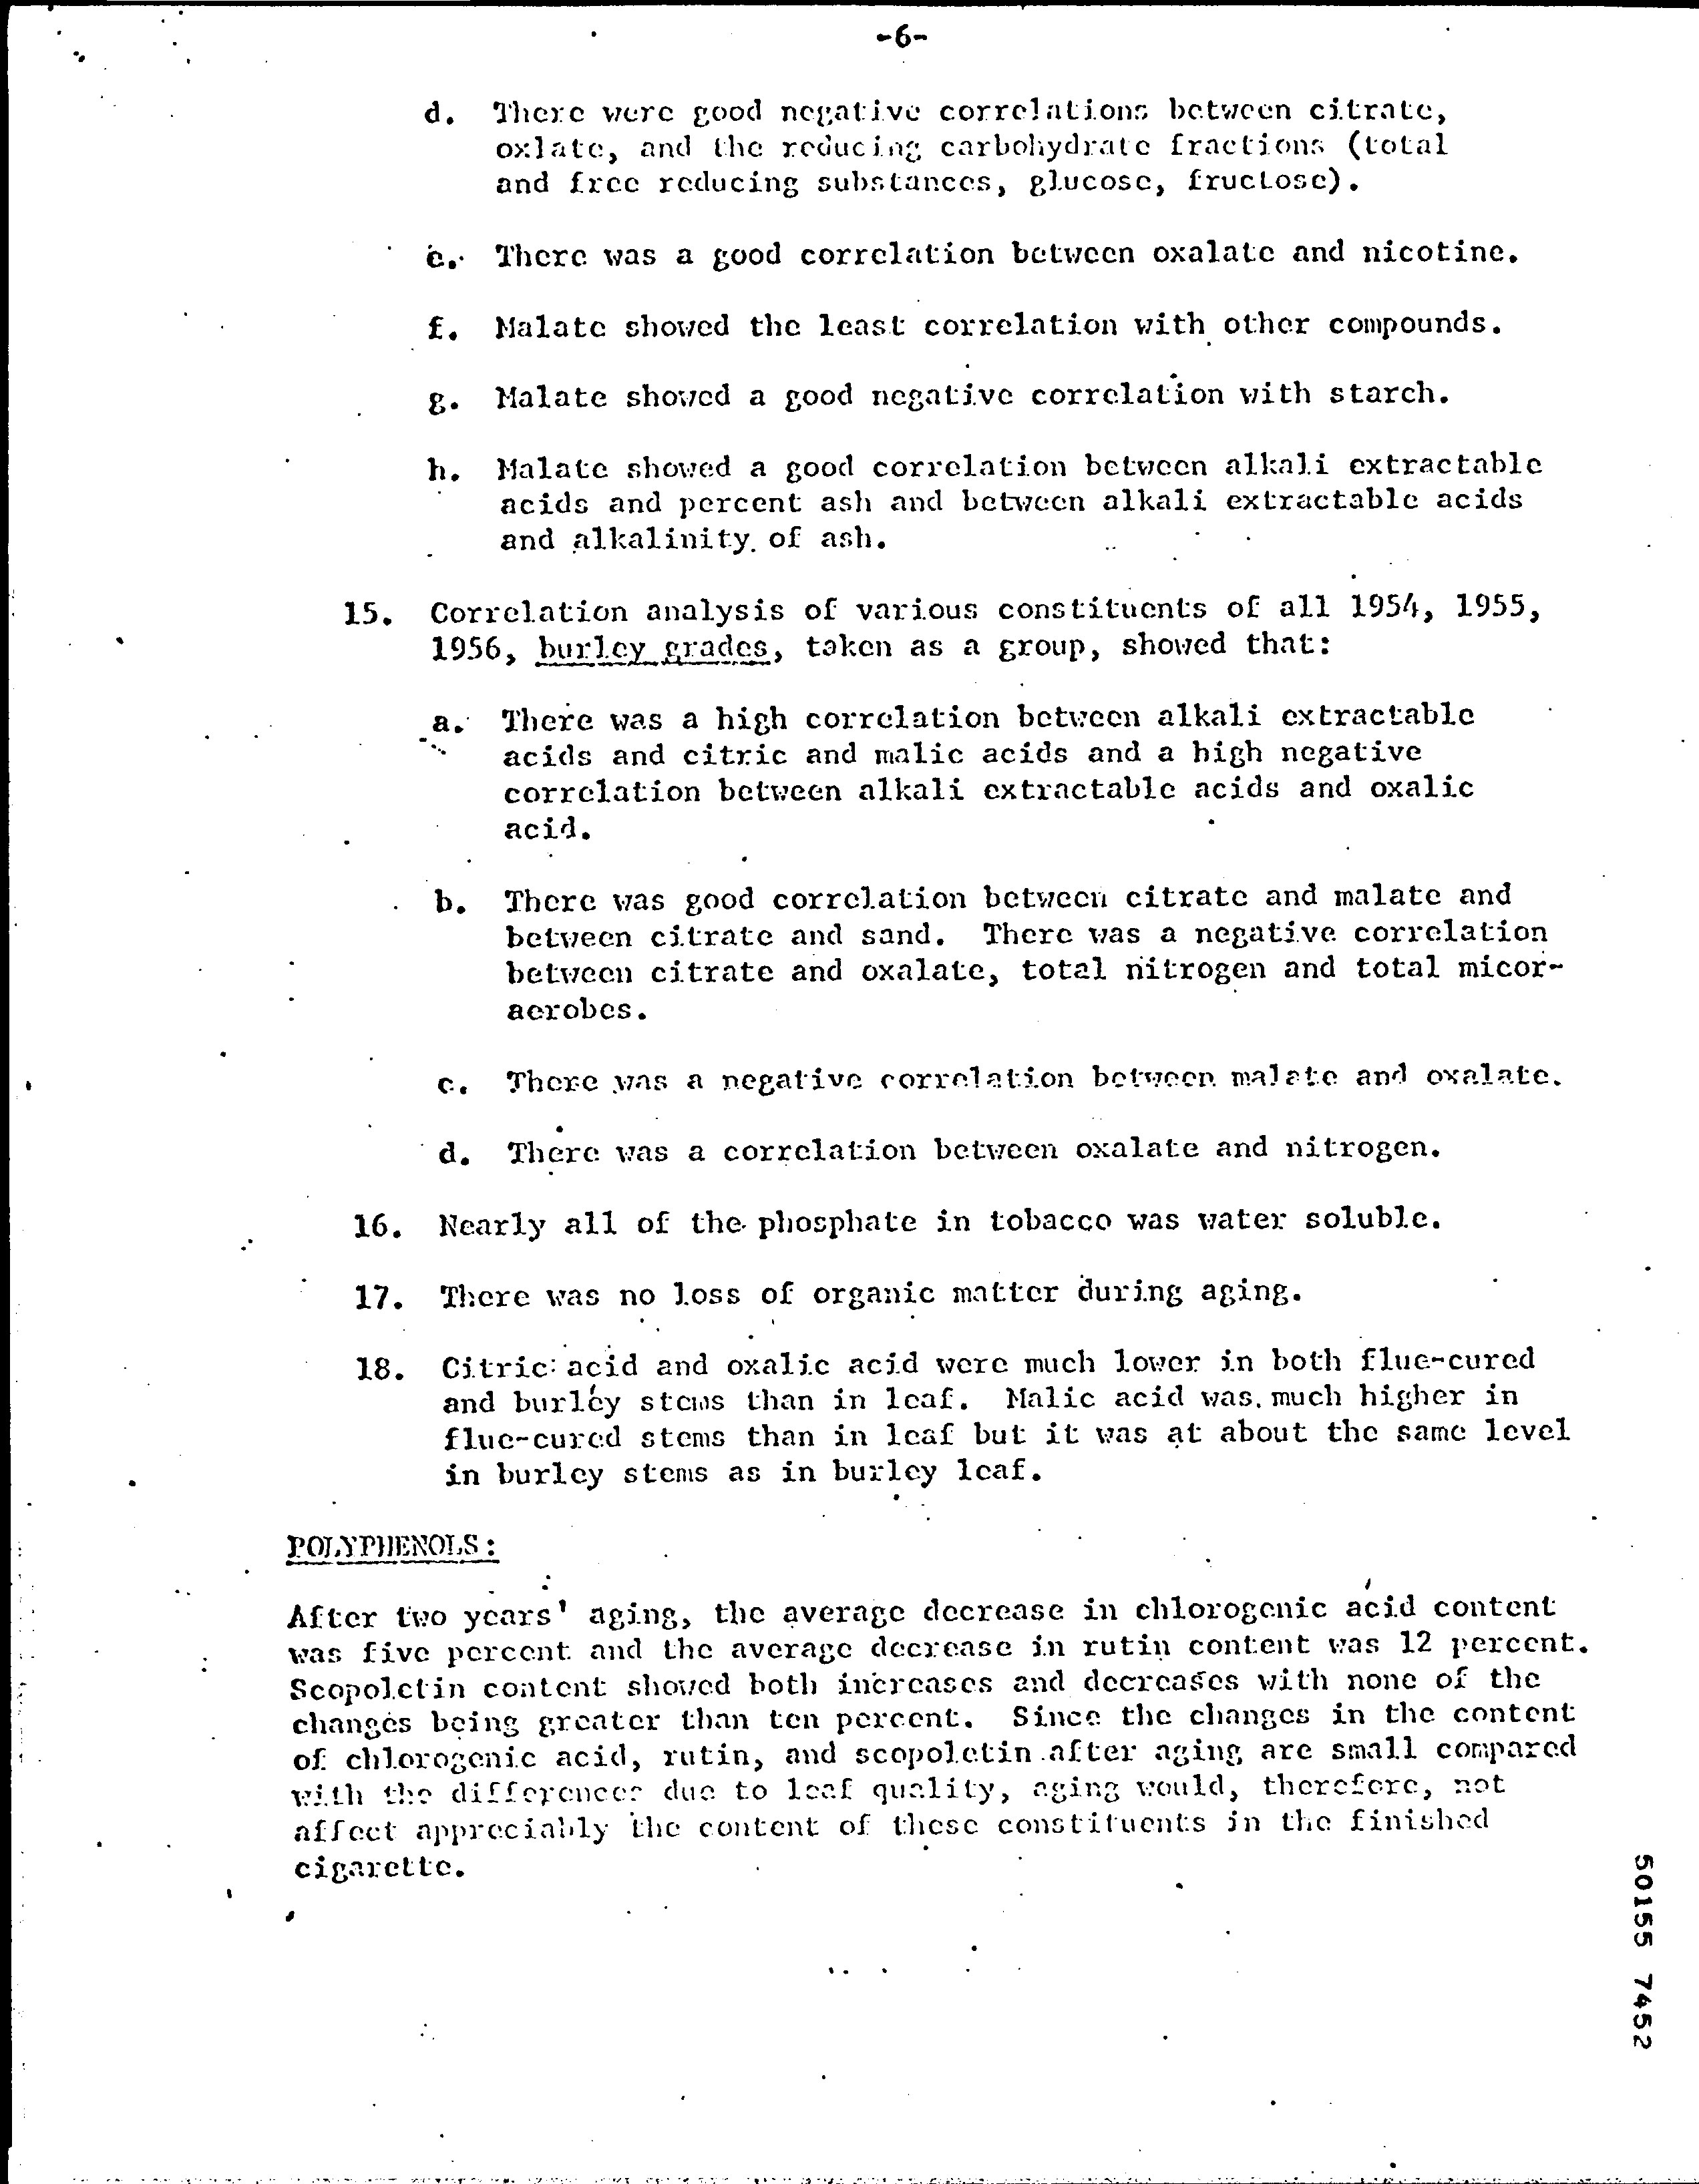 -6-
d. There were good negative correlations between citrate,
oxlate, and the reducing carbohydrate fractions (total
and free reducing substances, glucose, fructose).
e. There was a good correlation between oxalate and nicotine.
f. Malate showed the least correlation with other compounds.
g. Malate showed a good negative correlation with starch.
h. Malate showed a good correlation between alkali extractable
acids and percent ash and between alkali extractable acids
and alkalinity of ash.
15. Correlation analysis of various constituents of all 1954, 1955,
1956, burley grades, taken as a group, showed that:
a. There was a high correlation between alkali extractable
acids and citric and malic acids and a high negative
correlation between alkali extractable acids and oxalic
acid.
b. There was good correlation between citrate and malate and
between citrate and sand. There was a negative correlation
between citrate and oxalate, total nitrogen and total micor-
aerobes.
c. There was a negative correlation between malate and oxalate.
d. There was a correlation between oxalate and nitrogen.
16. Nearly all of the phosphate in tobacco was water soluble.
17. There was no loss of organic matter during aging.
18. Citric acid and oxalic acid were much lower in both flue-cured
and burley stems than in leaf. Malic acid was much higher in
flue-cured stems than in leaf but it was at about the same level
in burley stems as in burley leaf.
POLYPHENOLS:
After two years' aging, the average decrease in chlorogenic acid content
was five percent and the average decrease in rutin content was 12 percent.
Scopoletin content showed both increases and decreases with none of the
changes being greater than ten percent. Since the changes in the content
of chlorogenic acid, rutin, and scopoletin after aging are small compared
with the differences due to leaf quality, aging would, therefore, not
affect appreciably the content of these constituents in the finished
cigarette.
50155 7452